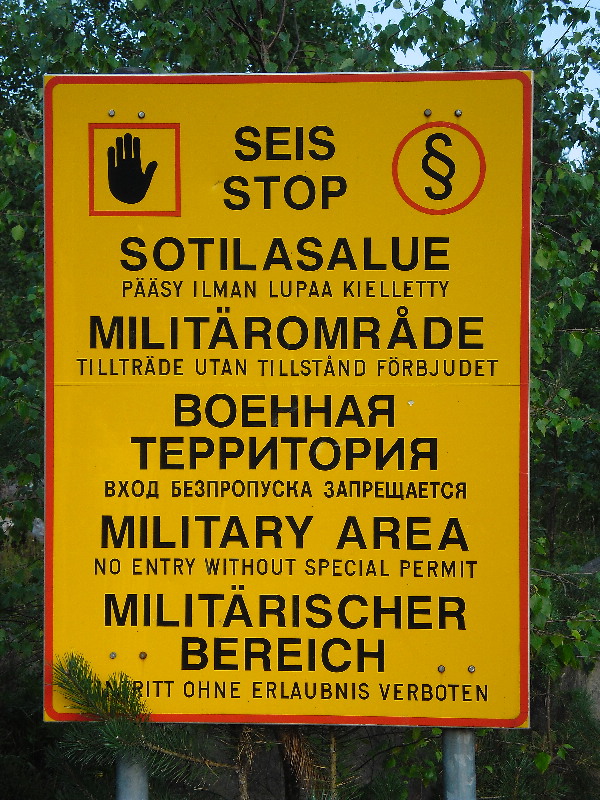 SEIS
STOP
§
SOTILASALUE
PÄÄSY ILMAN LUPAA KIELLETTY
MILITÄROMRÅDE
TILLTRÄDE UTAN TILLSTÅND FÖRBJUDET
ВОЕННАЯ
ТЕРРИТОРИЯ
ВХОД БЕЗПРОПУСКА ЗАПРЕЩАЕТСЯ
MILITARY AREA
NO ENTRY WITHOUT SPECIAL PERMIT
MILITÄRISCHER
BEREICH
OHNE ERLAUBNIS VERBOTEN